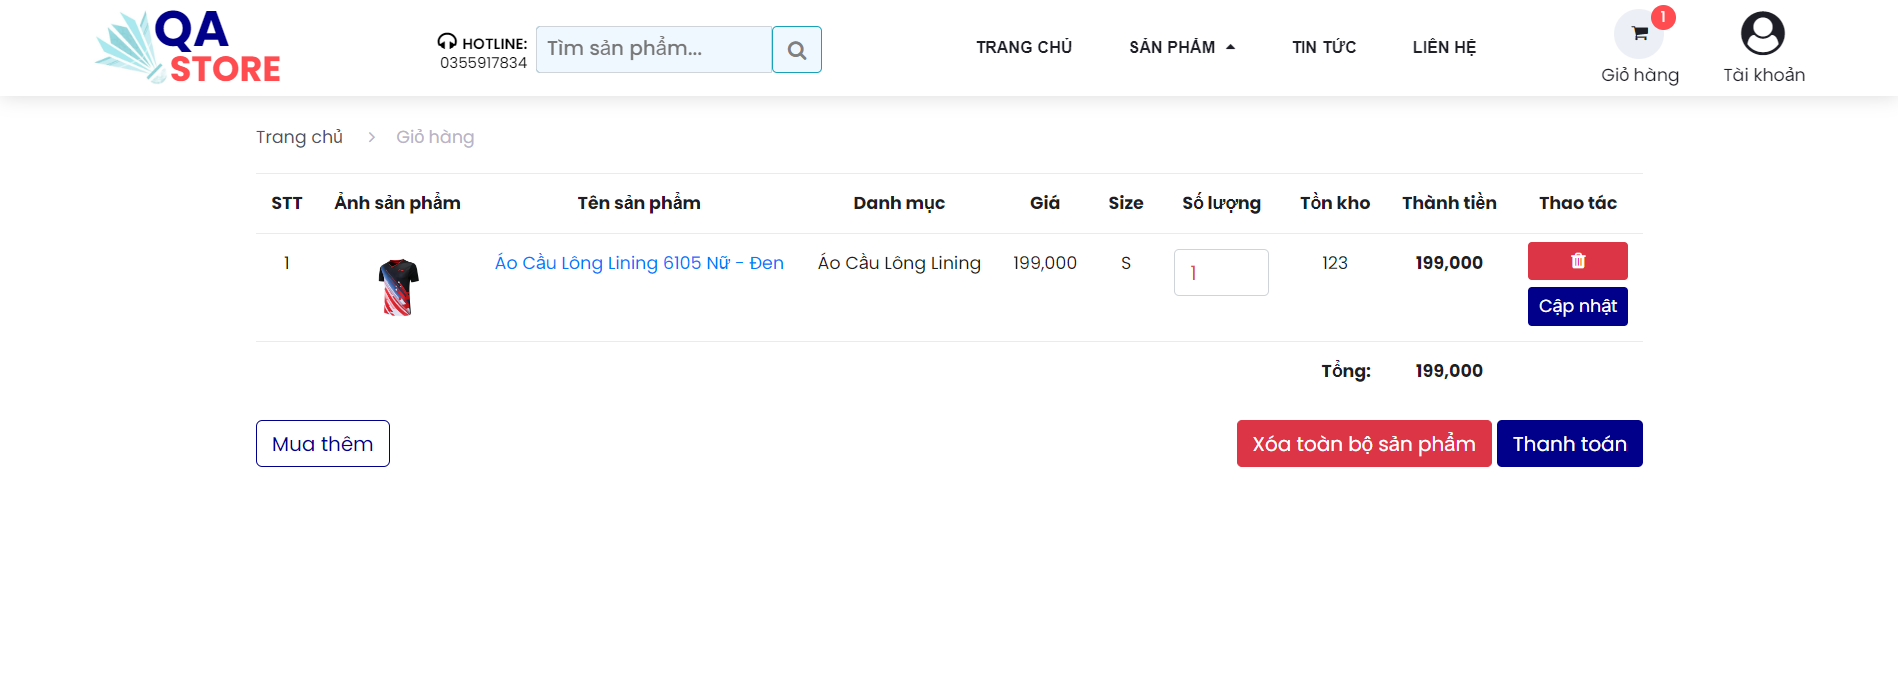 QA
STORE
HOTLINE:
0355917834
Tìm sản phẩm...
TRANG CHỦ
SẢN PHẨM
TIN TỨC
LIÊN HỆ
1
Giỏ hàng
Tài khoản
Trang chủ > Giỏ hàng
STT Ảnh sản phẩm Tên sản phẩm Danh mục Giá Size Số lượng Tồn kho Thành tiền Thao tác
1 Áo Cầu Lông Lining 6105 Nữ - Đen Áo Cầu Lông Lining 199,000 S 1 123 199,000
Cập nhật
Tổng: 199,000
Mua thêm
Xóa toàn bộ sản phẩm
Thanh toán